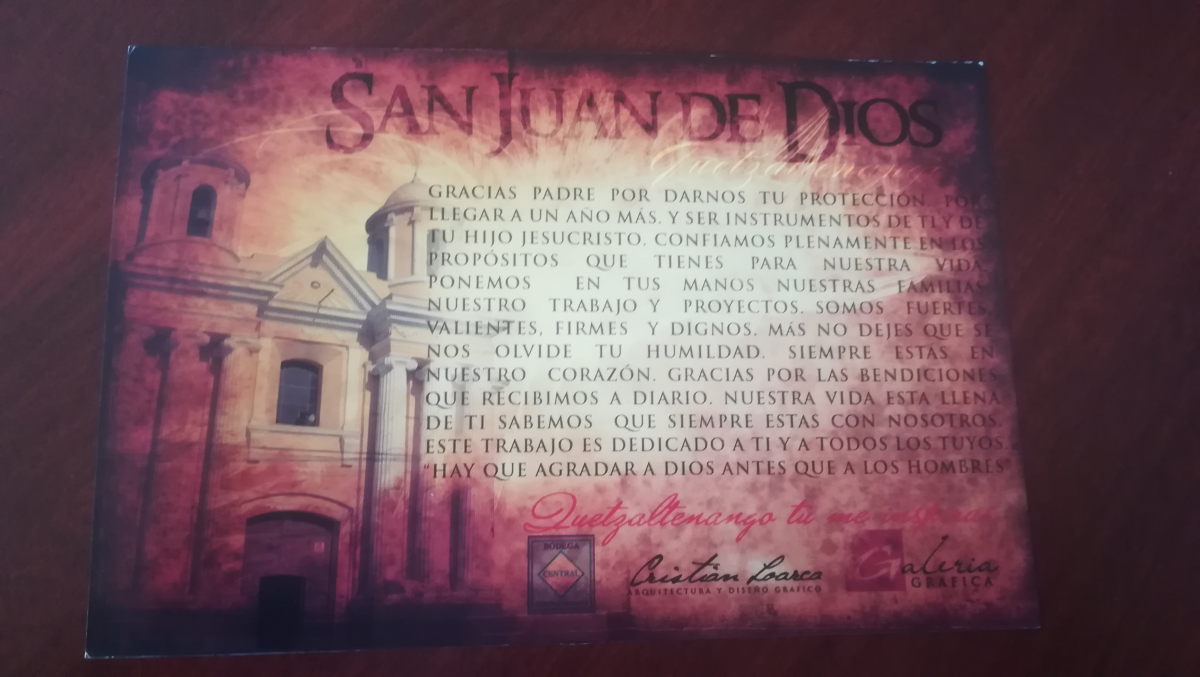 SAN JUAN DE DIOS
Quetzaltenango
GRACIAS PADRE POR DARNOS TU PROTECCIÓN, POR
LLEGAR A UN AÑO MÁS, Y SER INSTRUMENTOS DE TI Y DE
TU HIJO JESUCRISTO. CONFIAMOS PLENAMENTE EN LOS
PROPÓSITOS QUE TIENES PARA NUESTRA VIDA.
PONEMOS EN TUS MANOS NUESTRAS FAMILIAS
NUESTRO TRABAJO Y PROYECTOS. SOMOS FUERTES,
VALIENTES, FIRMES Y DIGNOS, MÁS NO DEJES QUE SE
NOS OLVIDE TU HUMILDAD. SIEMPRE ESTAS EN
NUESTRO CORAZÓN. GRACIAS POR LAS BENDICIONES
QUE RECIBIMOS A DIARIO. NUESTRA VIDA ESTA LLENA
DE TI SABEMOS QUE SIEMPRE ESTAS CON NOSOTROS.
ESTE TRABAJO ES DEDICADO A TI Y A TODOS LOS TUYOS
"HAY QUE AGRADAR A DIOS ANTES QUE A LOS HOMBRES"
Quetzaltenango tú me
BODEGA
CENTRAL
Cristian Loarca
ARQUITECTURA Y DISEÑO GRAFICO
Galería
GRÁFICA